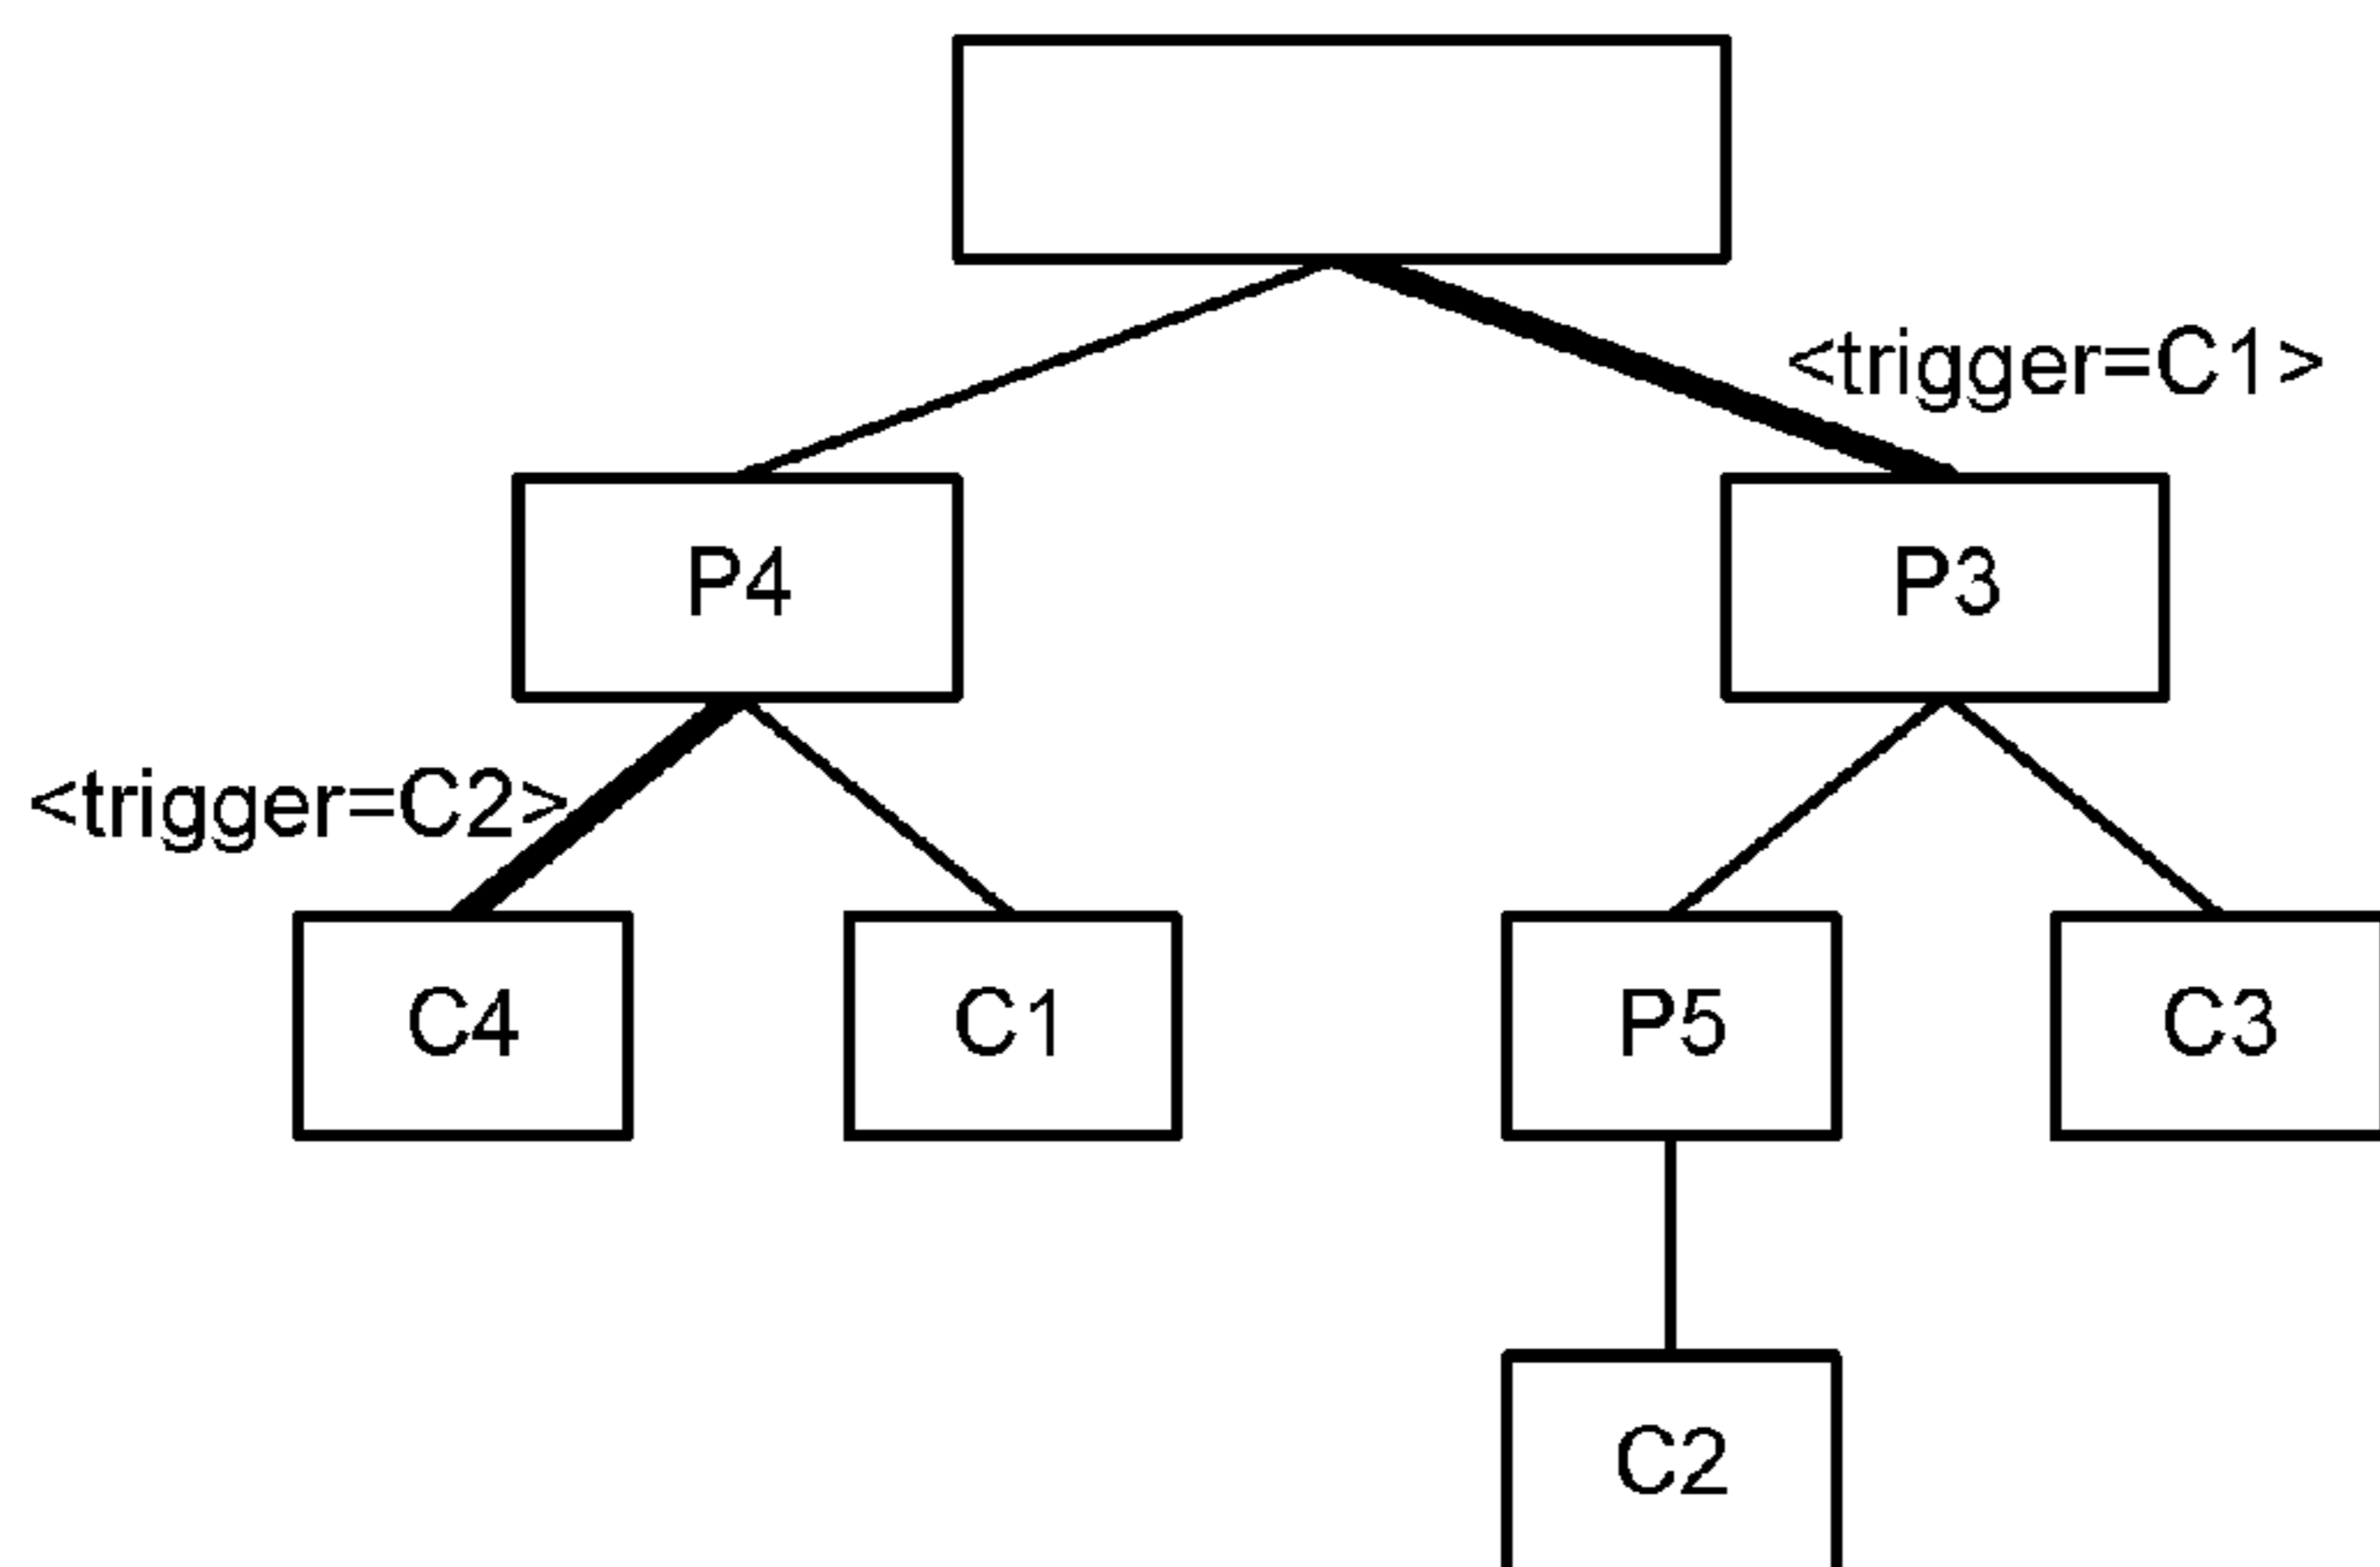 <trigger=C1>
P4
P3
<trigger=C2>
C4
C1
P5
C3
C2